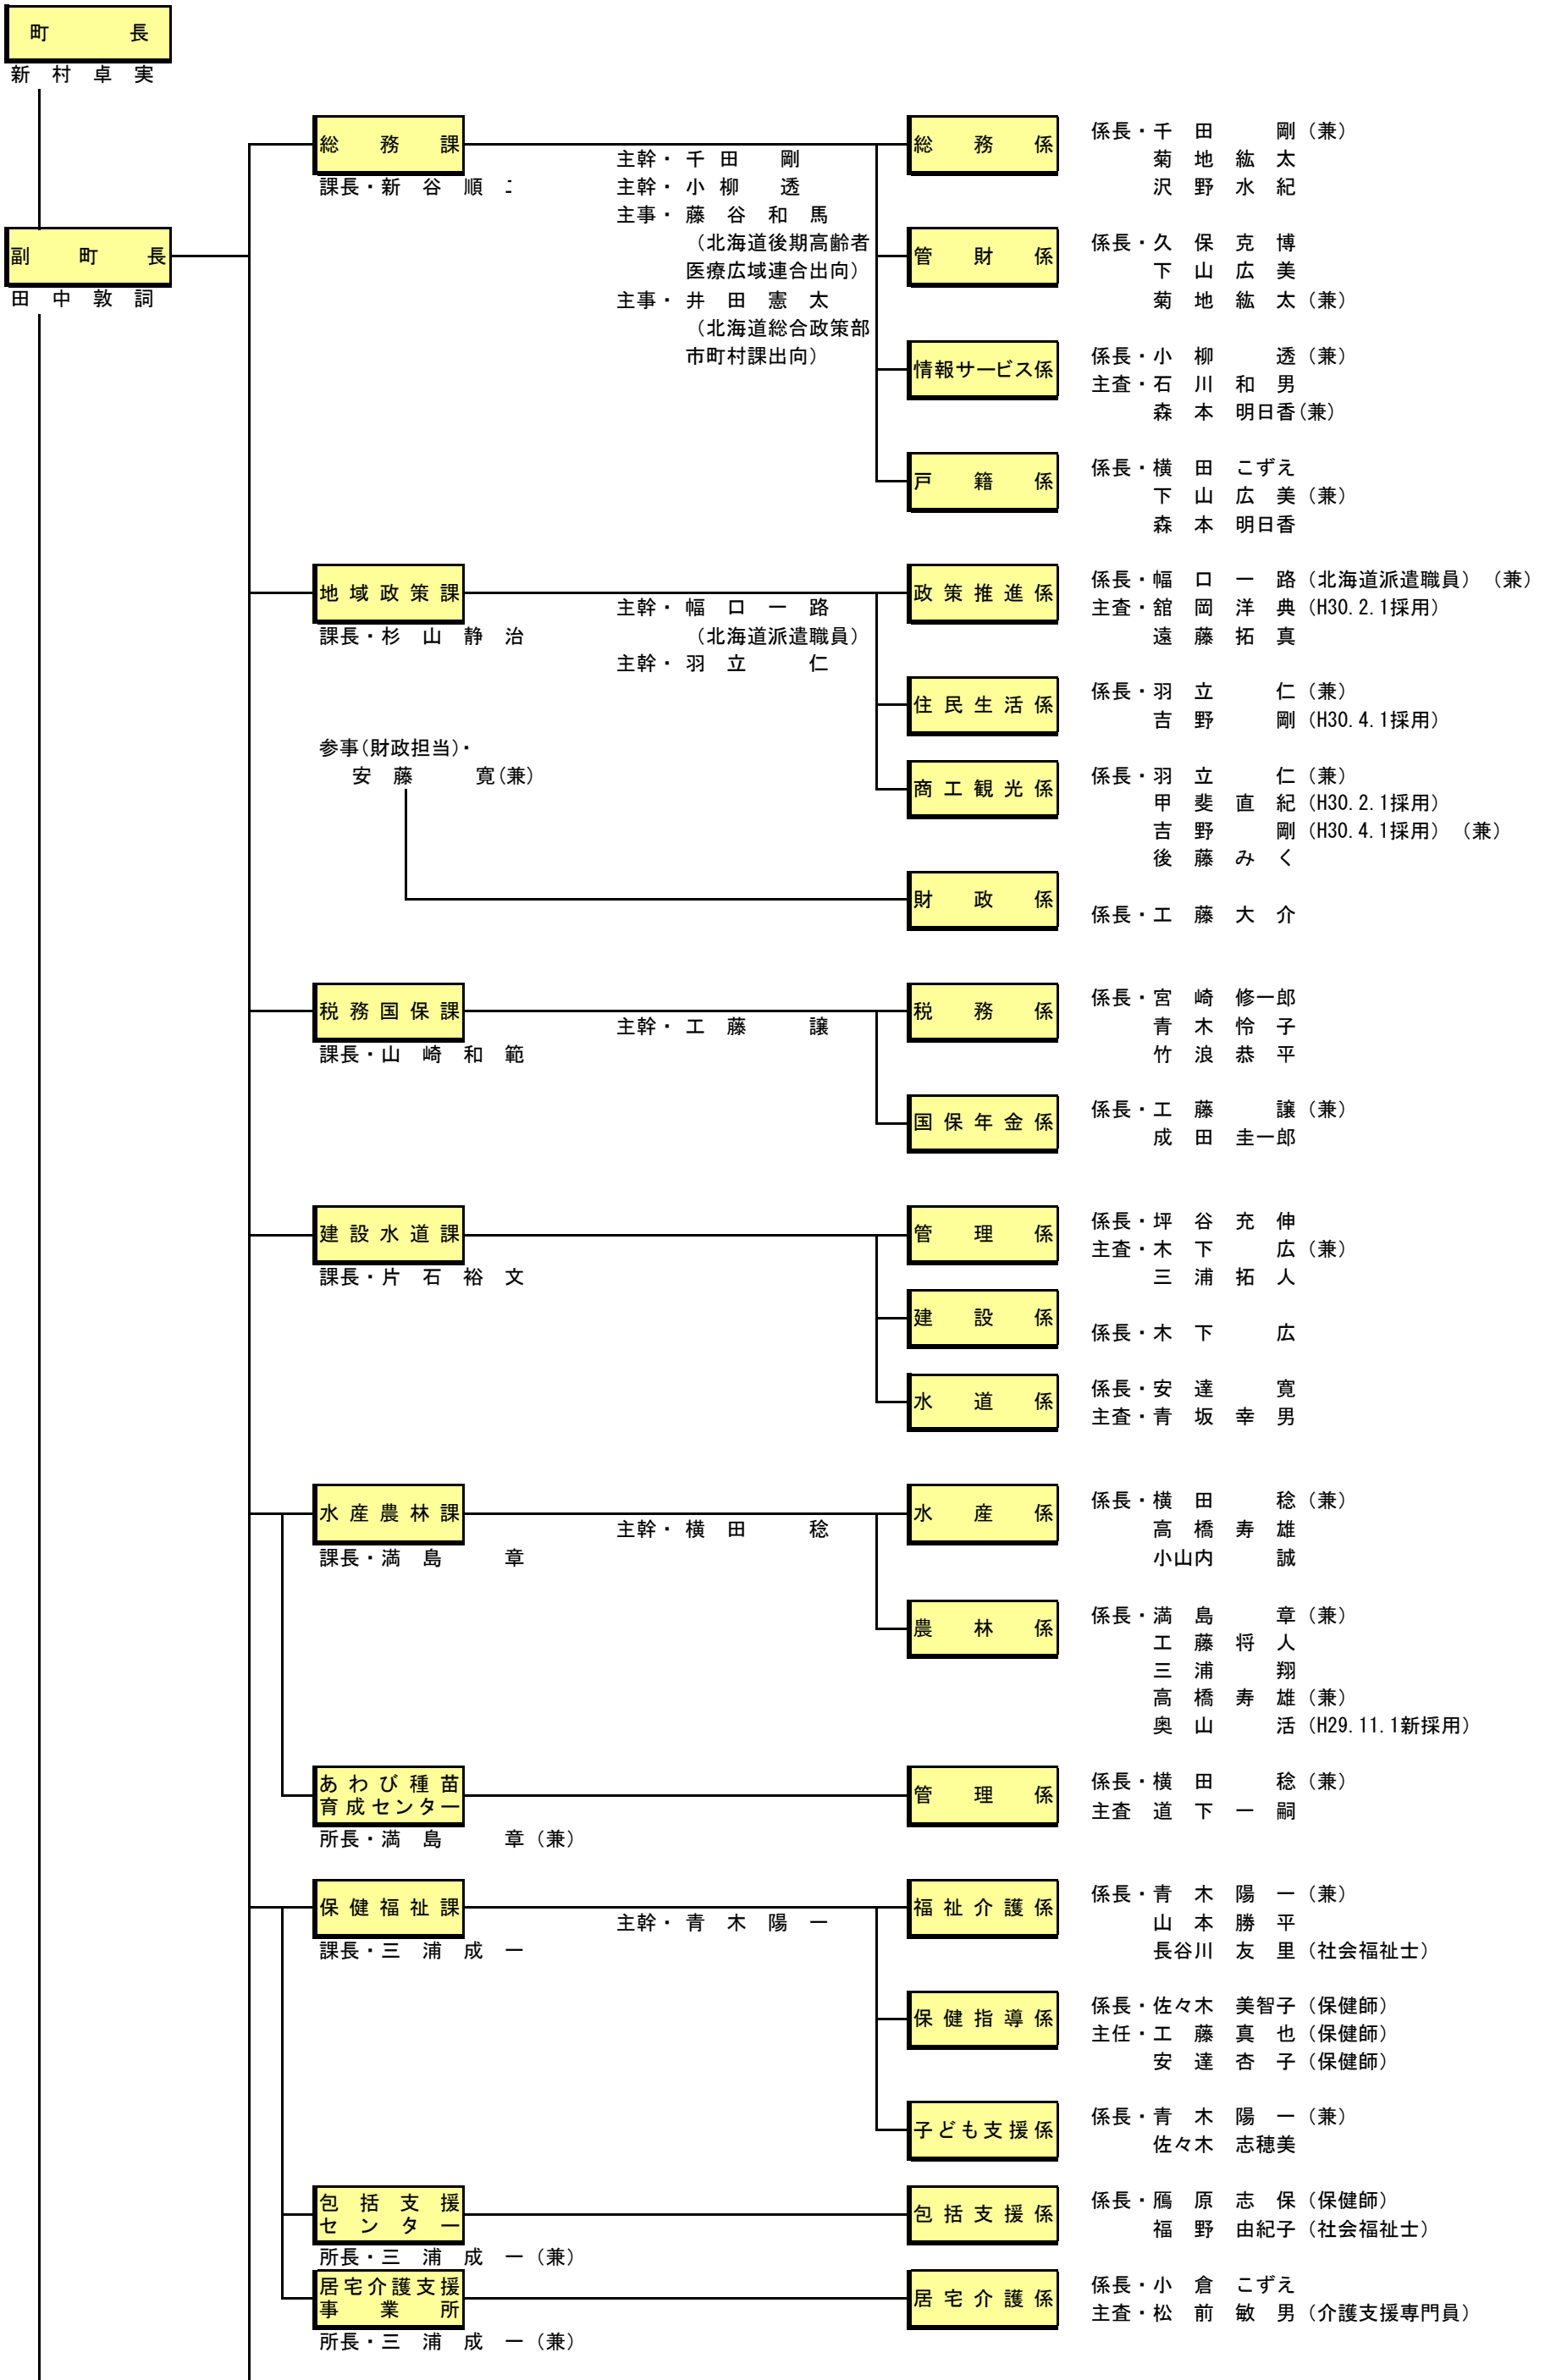 町長
新村卓実
副町長
田中敦詞
総務課
課長・新谷順
主幹・千田 剛
主幹・小柳 透
主事・藤谷和馬
（北海道後期高齢者
医療広域連合出向）
主事・井田憲太
（北海道総合政策部
市町村課出向）
総務係
係長・千田 剛（兼）
菊地紘太
沢野水紀
管財係
係長・久保克博
下山広美
菊地紘太（兼）
情報サービス係
係長・小柳 透（兼）
主査・石川和男
森本 明日香(兼）
戸籍係
係長・横田 こずえ
下山広美（兼）
森本 明日香
地域政策課
課長・杉山静治
主幹・幅口一路
（北海道派遣職員）
主幹・羽立 仁
政策推進係
係長・幅口一路（北海道派遣職員）（兼）
主査・舘岡洋典（H30.2.1採用）
遠藤拓真
住民生活係
係長・羽立 仁（兼）
吉野 剛（H30.4.1採用）
商工観光係
係長・羽立 仁（兼）
甲斐直紀（H30.2.1採用）
吉野 剛（H30.4.1採用）（兼）
後藤みく
参事(財政担当)・
安藤 寛(兼）
財政係
係長・工藤大介
税務国保課
課長・山崎和範
主幹・工藤 譲
税務係
係長・宮崎 修一郎
青木怜子
竹浪恭平
国保年金係
係長・工藤 譲（兼）
成田 圭一郎
建設水道課
課長・片石裕文
管理係
係長・坪谷充伸
主査・木下 広（兼）
三浦拓人
建設係
係長・木下 広
水道係
係長・安達 寛
主査・青坂幸男
水産農林課
課長・満島 章
主幹・横田 稔
水産係
係長・横田 稔（兼）
高橋寿雄
小山内 誠
農林係
係長・満島 章（兼）
工藤将人
三浦 翔
高橋寿雄（兼）
奥山 活（H29.11.1新採用）
あわび種苗
育成センター
所長・満島 章（兼）
管理係
係長・横田 稔（兼）
主査 道下一嗣
保健福祉課
課長・三浦成一
主幹・青木陽一
福祉介護係
係長・青木陽一（兼）
山本勝平
長谷川 友里（社会福祉士）
保健指導係
係長・佐々木 美智子（保健師）
主任・工藤真也（保健師）
安達杏子（保健師）
子ども支援係
係長・青木陽一（兼）
佐々木 志穂美
包括支援
センター
所長・三浦成一（兼）
包括支援係
係長・鳫原志保（保健師）
福野 由紀子（社会福祉士）
居宅介護支援
事業所
所長・三浦成一（兼）
居宅介護係
係長・小倉 こずえ
主査・松前敏男（介護支援専門員）